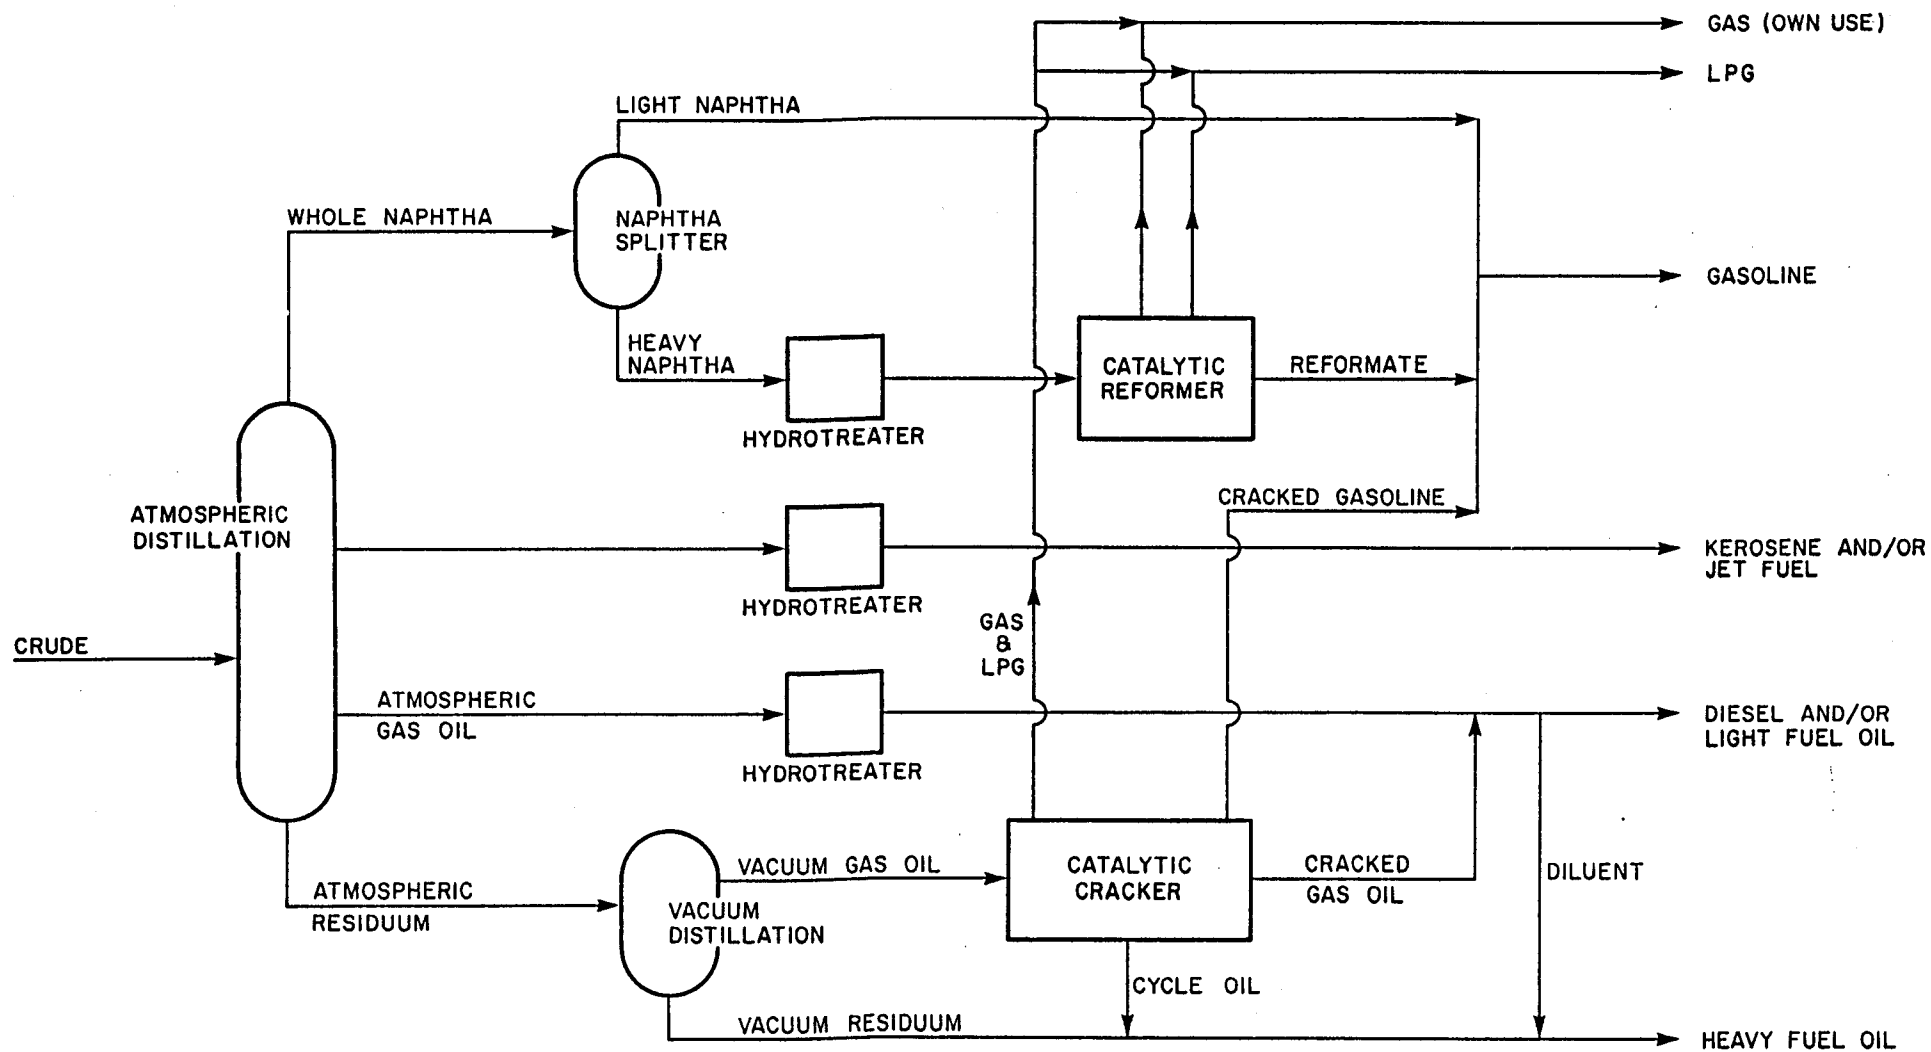 GAS (OWN USE)
LPG
LIGHT NAPHTHA
WHOLE NAPHTHA
NAPHTHA
SPLITTER
GASOLINE
HEAVY
NAPHTHA
HYDROTREATER
CATALYTIC
REFORMER
REFORMATE
CRACKED GASOLINE
ATMOSPHERIC
DISTILLATION
KEROSENE AND/OR
JET FUEL
HYDROTREATER
GAS
&
LPG
CRUDE
ATMOSPHERIC
GAS OIL
HYDROTREATER
DIESEL AND/OR
LIGHT FUEL OIL
ATMOSPHERIC
RESIDUUM
VACUUM GAS OIL
VACUUM
DISTILLATION
CATALYTIC
CRACKER
CRACKED
GAS OIL
DILUENT
CYCLE OIL
VACUUM RESIDUUM
HEAVY FUEL OIL